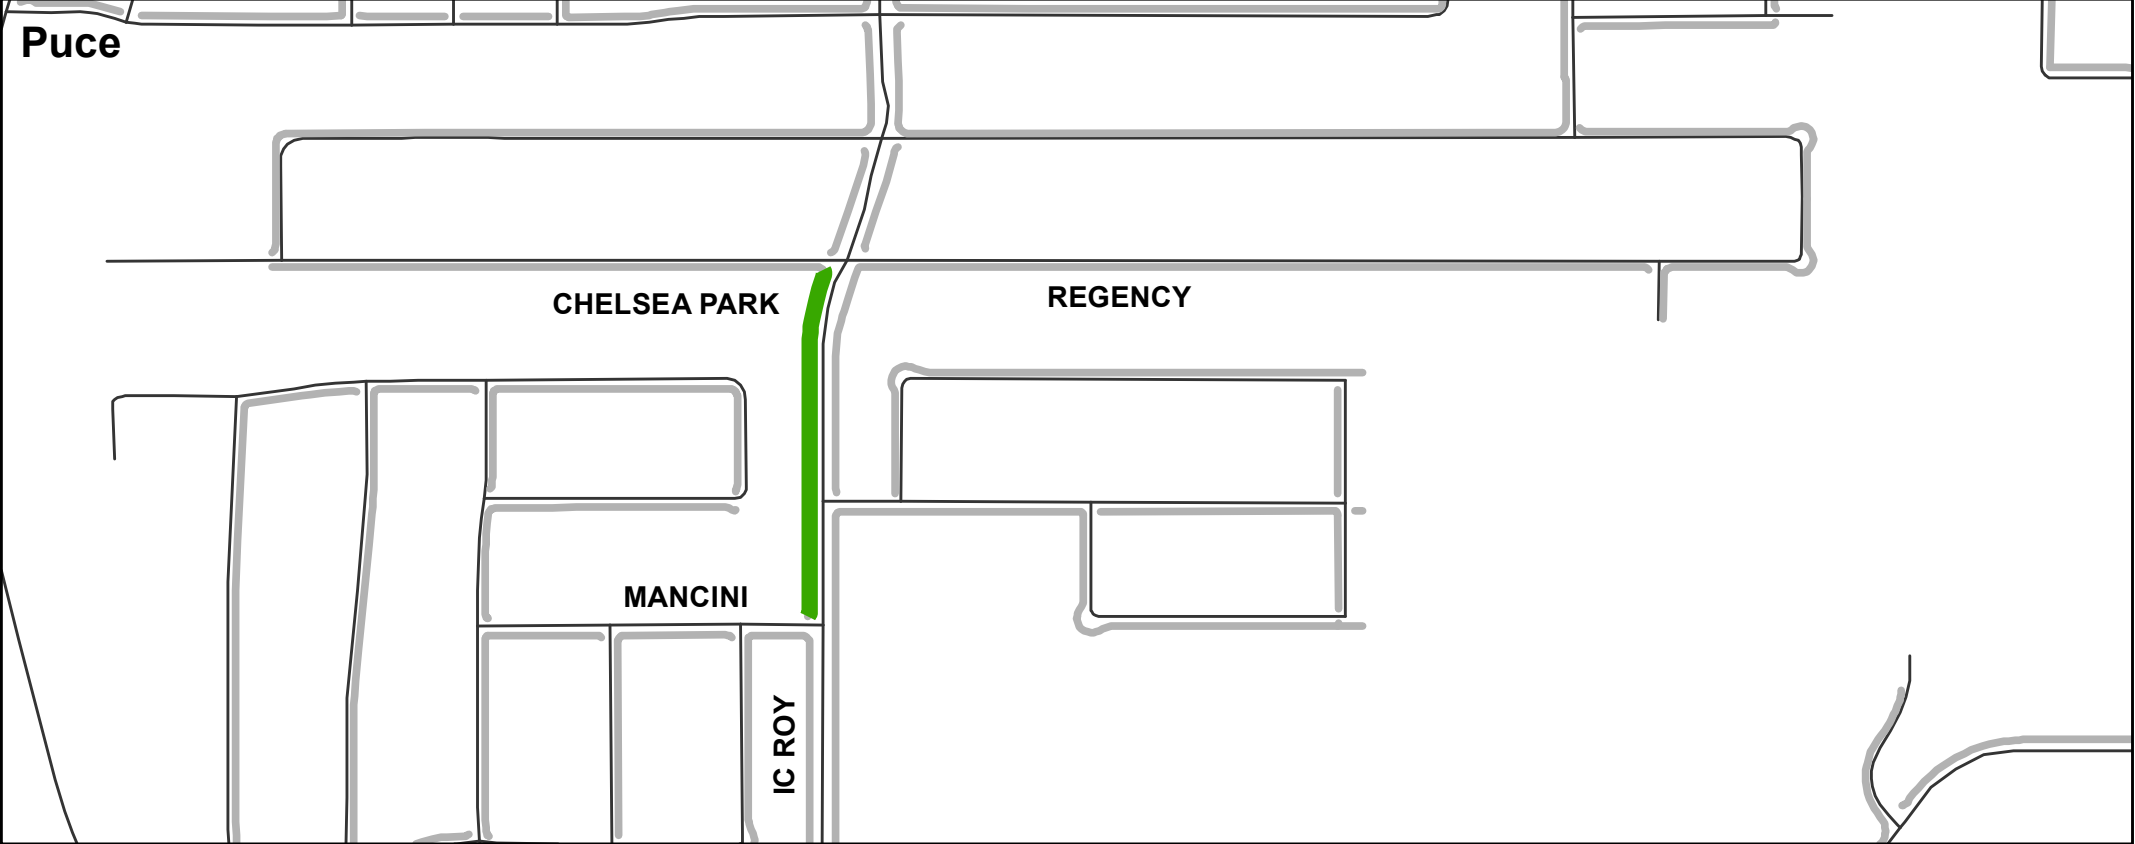 Puce
CHELSEA PARK
REGENCY
MANCINI
IC ROY